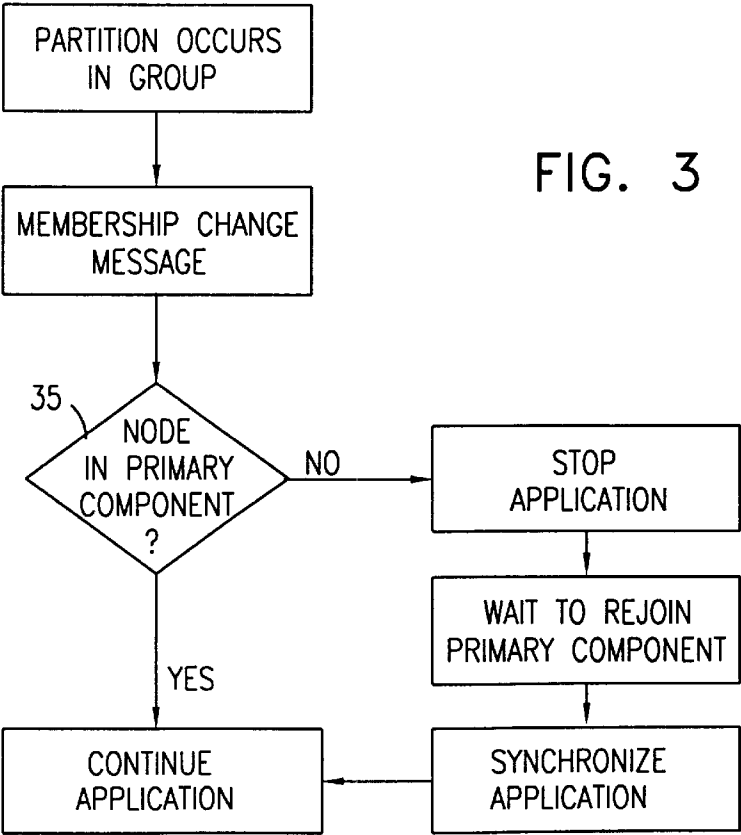 PARTITION OCCURS
IN GROUP
FIG. 3
MEMBERSHIP CHANGE
MESSAGE
35
NODE
IN PRIMARY
COMPONENT
?
NO
STOP
APPLICATION
WAIT TO REJOIN
PRIMARY COMPONENT
YES
CONTINUE
APPLICATION
SYNCHRONIZE
APPLICATION